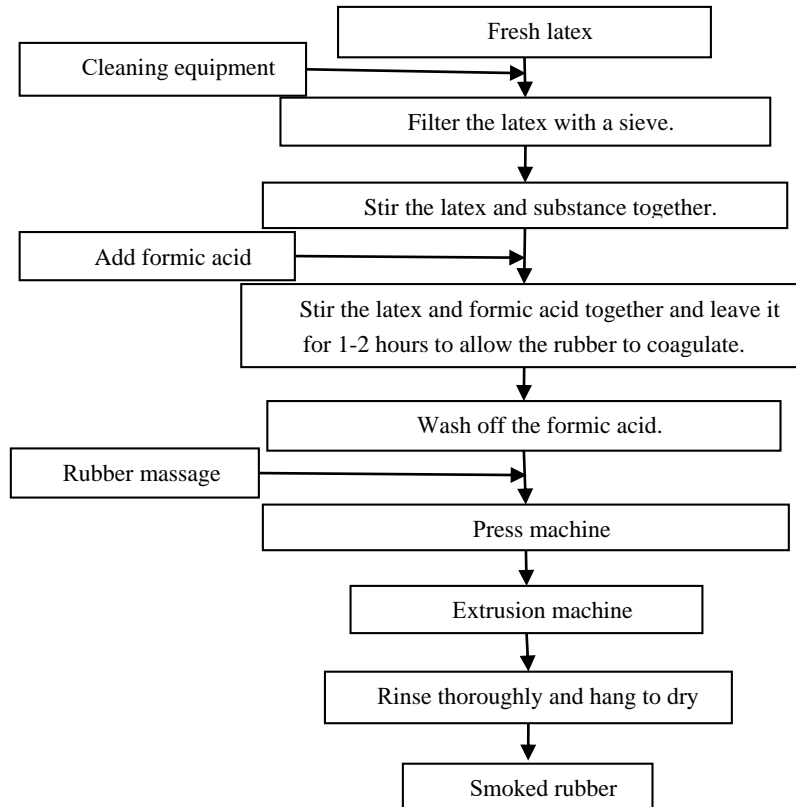 Fresh latex
Cleaning equipment
Filter the latex with a sieve.
Stir the latex and substance together.
Add formic acid
Stir the latex and formic acid together and leave it
for 1-2 hours to allow the rubber to coagulate.
Wash off the formic acid.
Rubber massage
Press machine
Extrusion machine
Rinse thoroughly and hang to dry
Smoked rubber